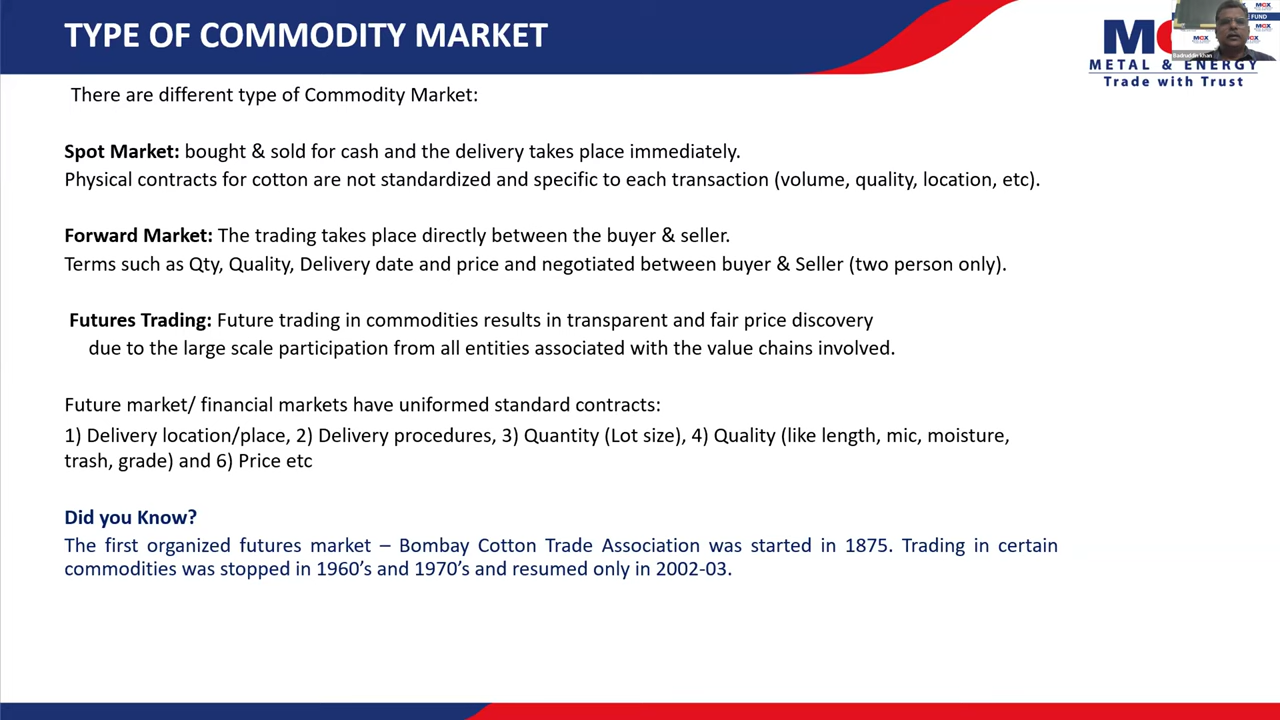 TYPE OF COMMODITY MARKET
METAL & ENERGY
Trade with Trust
FUND
MCX
Badruddin khan
There are different type of Commodity Market:
Spot Market: bought & sold for cash and the delivery takes place immediately.
Physical contracts for cotton are not standardized and specific to each transaction (volume, quality, location, etc).
Forward Market: The trading takes place directly between the buyer & seller.
Terms such as Qty, Quality, Delivery date and price and negotiated between buyer & Seller (two person only).
Futures Trading: Future trading in commodities results in transparent and fair price discovery
due to the large scale participation from all entities associated with the value chains involved.
Future market/ financial markets have uniformed standard contracts:
1) Delivery location/place, 2) Delivery procedures, 3) Quantity (Lot size), 4) Quality (like length, mic, moisture,
trash, grade) and 6) Price etc
Did you Know?
The first organized futures market – Bombay Cotton Trade Association was started in 1875. Trading in certain
commodities was stopped in 1960’s and 1970’s and resumed only in 2002-03.